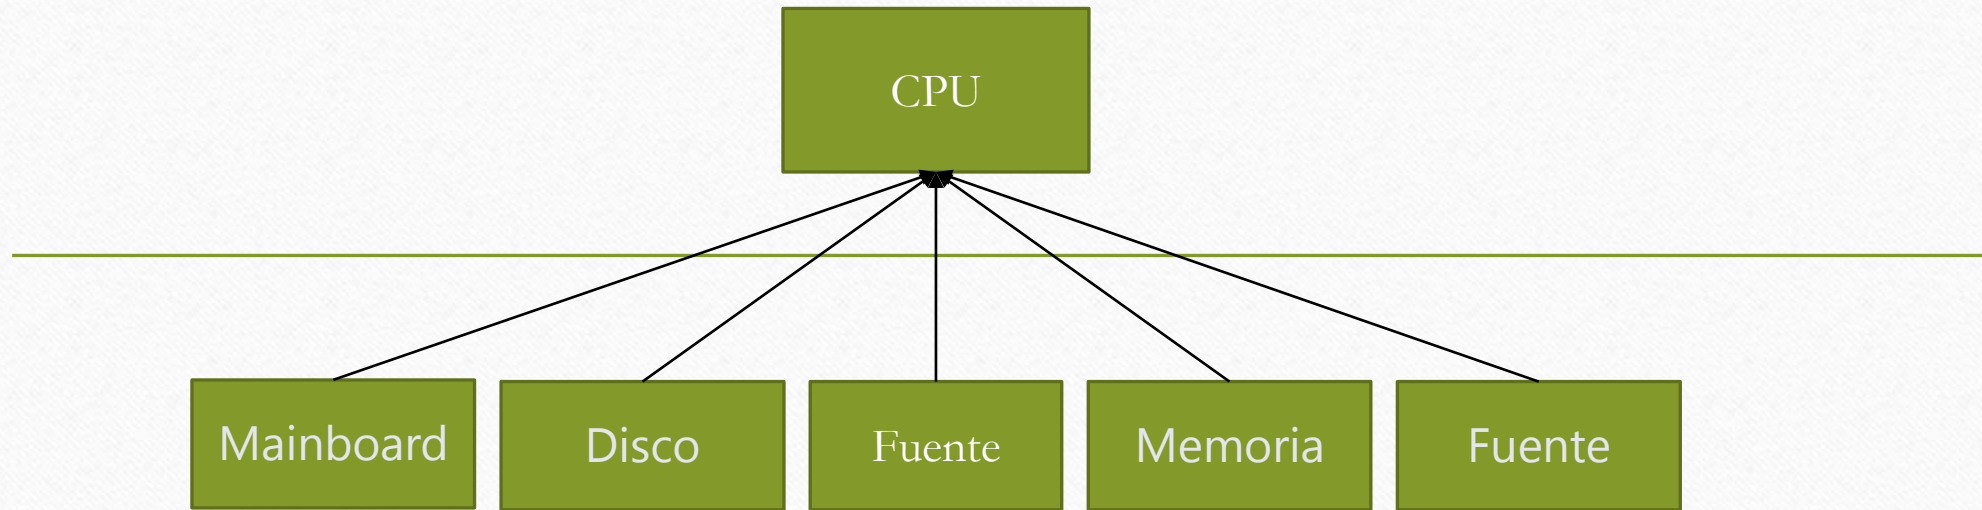 CPU
Mainboard
Disco
Fuente
Memoria
Fuente